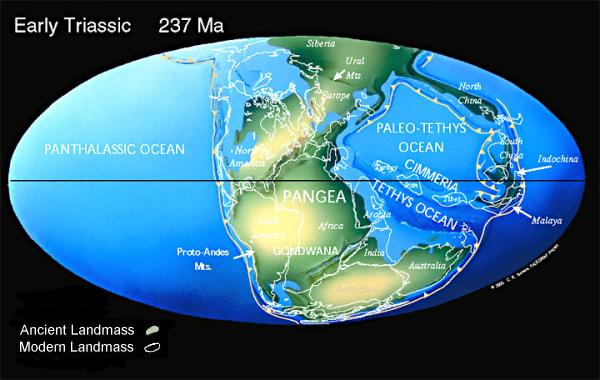 Early Triassic 237 Ma
Siberia
Ural
Mts.
Europe
North
China
PALEO-TETHYS
OCEAN
South
China
Indochina
PANTHALASSIC OCEAN
North
America
CIMMERIA
Turkey
Iran
Tibet
TETHYS OCEAN
PANGEA
Malaya
South
America
Africa
Arabia
GONDWANA
India
Australia
Proto-Andes
Mts.
Antarctica
Ancient Landmass
Modern Landmass